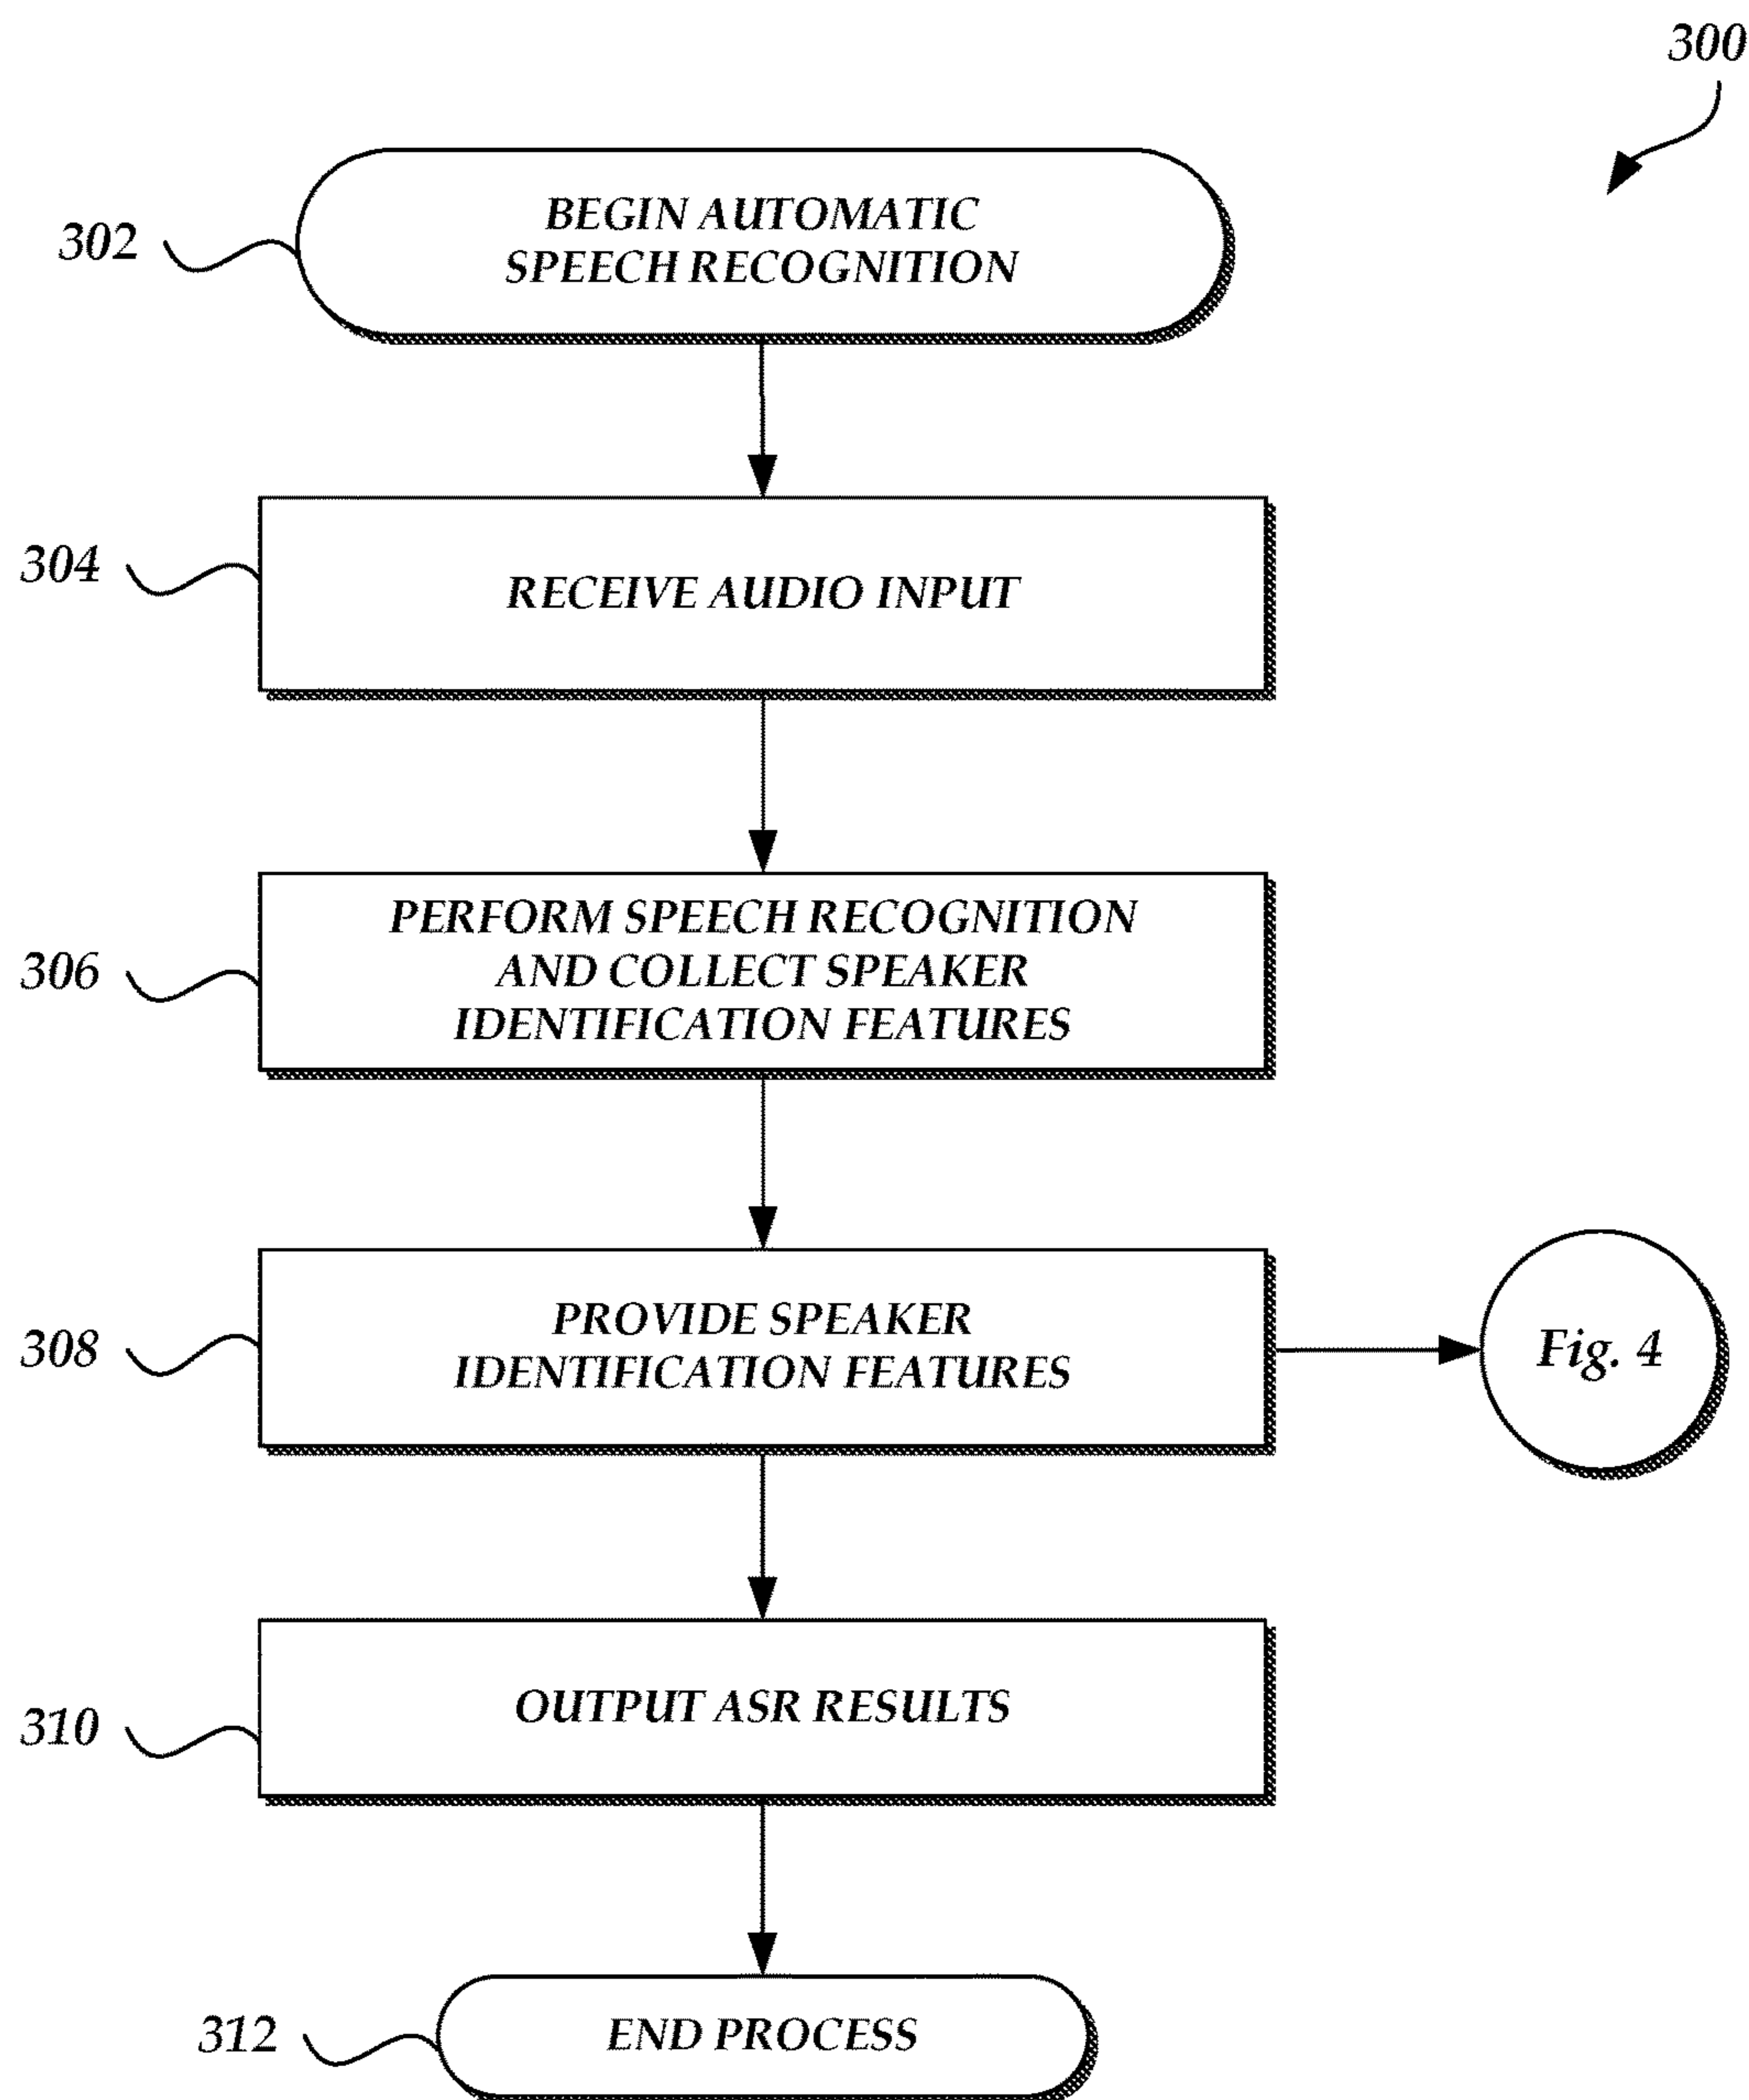 300
302
BEGIN AUTOMATIC
SPEECH RECOGNITION
304
RECEIVE AUDIO INPUT
306
PERFORM SPEECH RECOGNITION
AND COLLECT SPEAKER
IDENTIFICATION FEATURES
308
PROVIDE SPEAKER
IDENTIFICATION FEATURES
Fig. 4
310
OUTPUT ASR RESULTS
312
END PROCESS